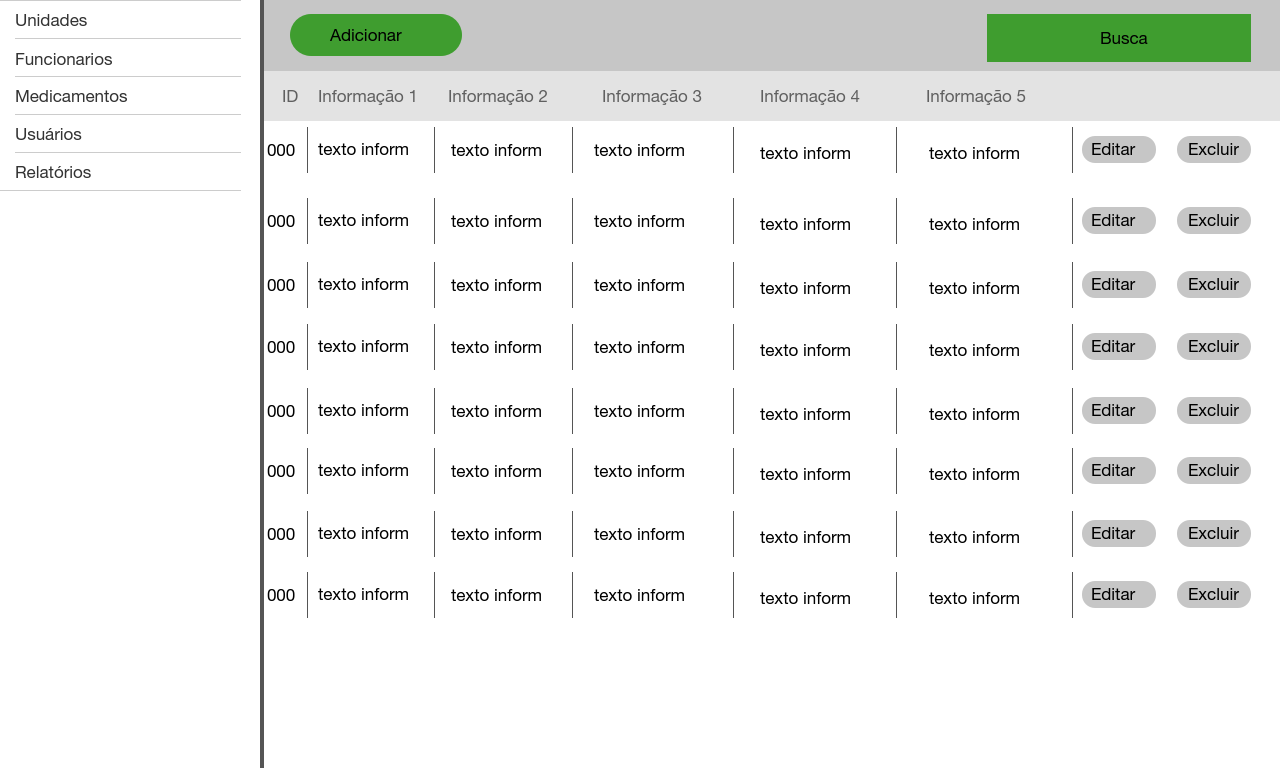 Unidades
Funcionarios
Medicamentos
Usuários
Relatórios
Adicionar Busca
ID Informação 1 Informação 2 Informação 3 Informação 4 Informação 5
000 texto inform texto inform texto inform texto inform texto inform Editar Excluir
000 texto inform texto inform texto inform texto inform texto inform Editar Excluir
000 texto inform texto inform texto inform texto inform texto inform Editar Excluir
000 texto inform texto inform texto inform texto inform texto inform Editar Excluir
000 texto inform texto inform texto inform texto inform texto inform Editar Excluir
000 texto inform texto inform texto inform texto inform texto inform Editar Excluir
000 texto inform texto inform texto inform texto inform texto inform Editar Excluir
000 texto inform texto inform texto inform texto inform texto inform Editar Excluir